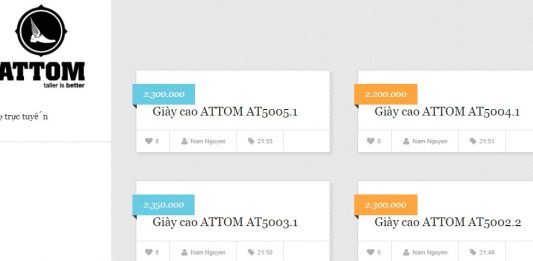 ATTOM
taller is better
trực tuyến
2.300.000
Giày cao ATTOM AT5005.1
0 Nam Nguyen 21:53
2.200.000
Giày cao ATTOM AT5004.1
0 Nam Nguyen 21:51
2.350.000
Giày cao ATTOM AT5003.1
0 Nam Nguyen 21:50
2.300.000
Giày cao ATTOM AT5002.2
0 Nam Nguyen 21:48